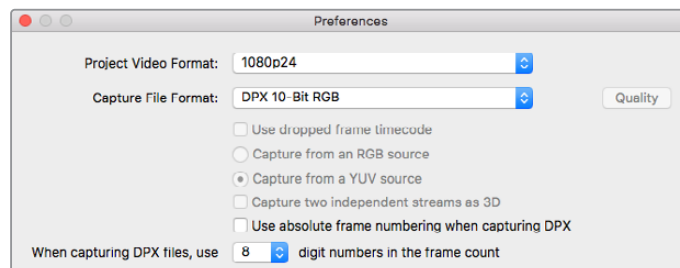 Preferences
Project Video Format: 1080p24
Capture File Format: DPX 10-Bit RGB Quality
Use dropped frame timecode
Capture from an RGB source
Capture from a YUV source
Capture two independent streams as 3D
Use absolute frame numbering when capturing DPX
When capturing DPX files, use 8 digit numbers in the frame count